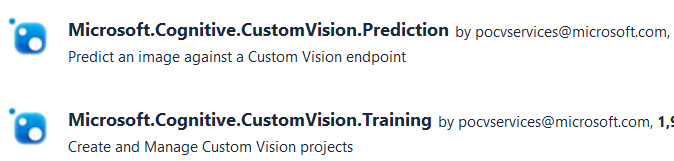 Microsoft.Cognitive.CustomVision.Prediction by pocvservices@microsoft.com,
Predict an image against a Custom Vision endpoint
Microsoft.Cognitive.CustomVision.Training by pocvservices@microsoft.com, 1,9
Create and Manage Custom Vision projects